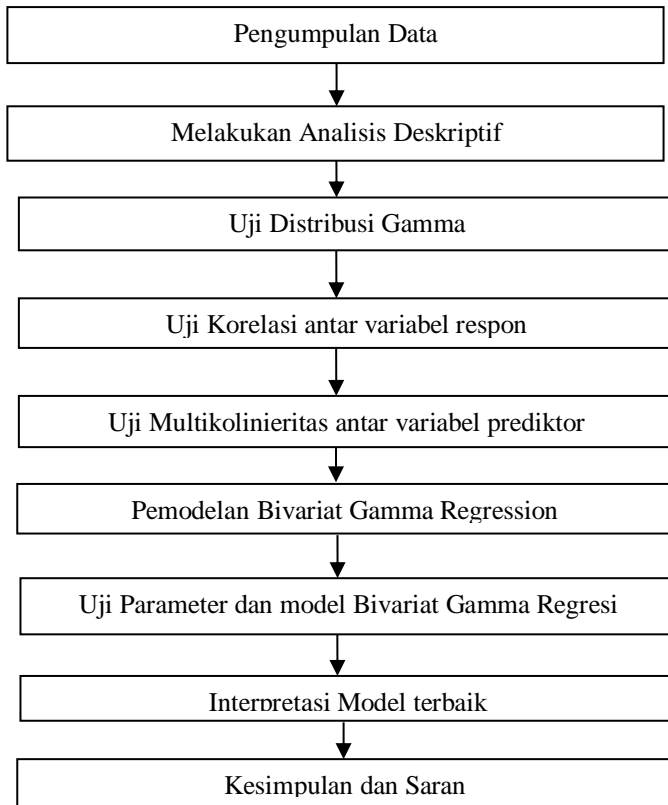 Pengumpulan Data
Melakukan Analisis Deskriptif
Uji Distribusi Gamma
Uji Korelasi antar variabel respon
Uji Multikolinieritas antar variabel prediktor
Pemodelan Bivariat Gamma Regression
Uji Parameter dan model Bivariat Gamma Regresi
Interpretasi Model terbaik
Kesimpulan dan Saran